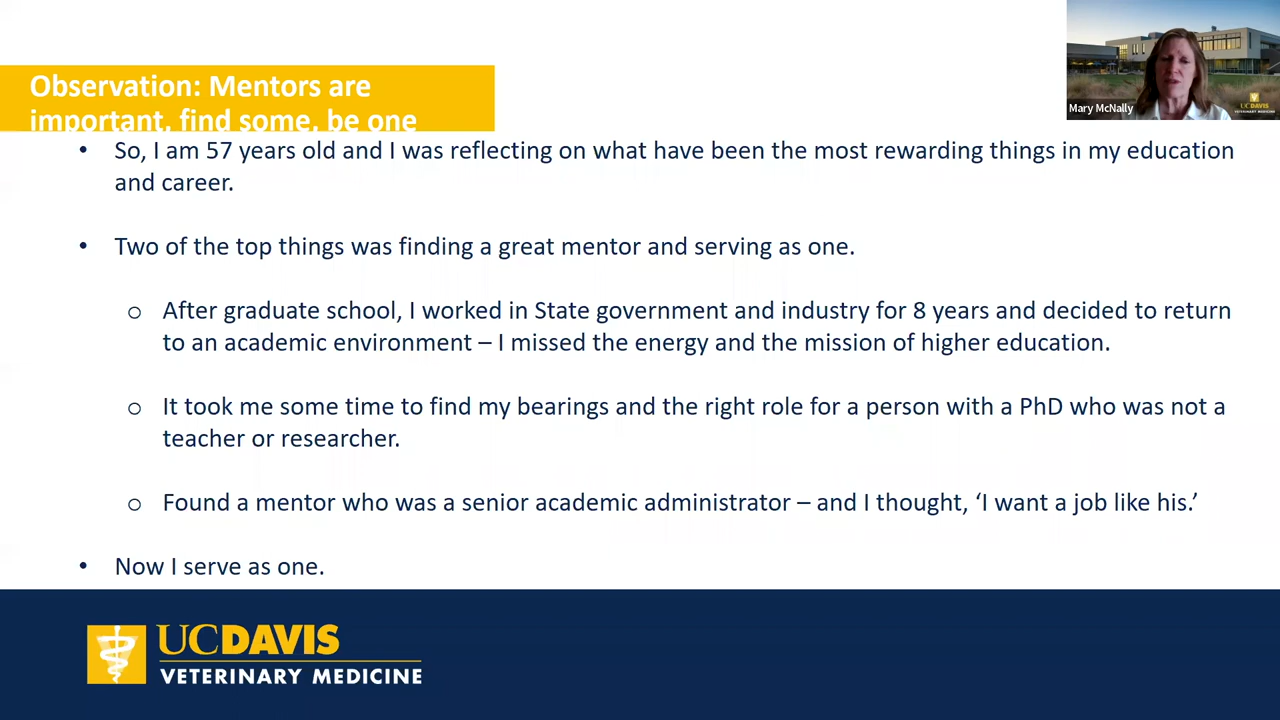 Observation: Mentors are
important, find some, be one
• So, I am 57 years old and I was reflecting on what have been the most rewarding things in my education
and career.
• Two of the top things was finding a great mentor and serving as one.
o After graduate school, I worked in State government and industry for 8 years and decided to return
to an academic environment – I missed the energy and the mission of higher education.
o It took me some time to find my bearings and the right role for a person with a PhD who was not a
teacher or researcher.
o Found a mentor who was a senior academic administrator – and I thought, ‘I want a job like his.’
• Now I serve as one.
Mary McNally
UCDAVIS
VETERINARY MEDICINE
UCDAVIS
VETERINARY MEDICINE